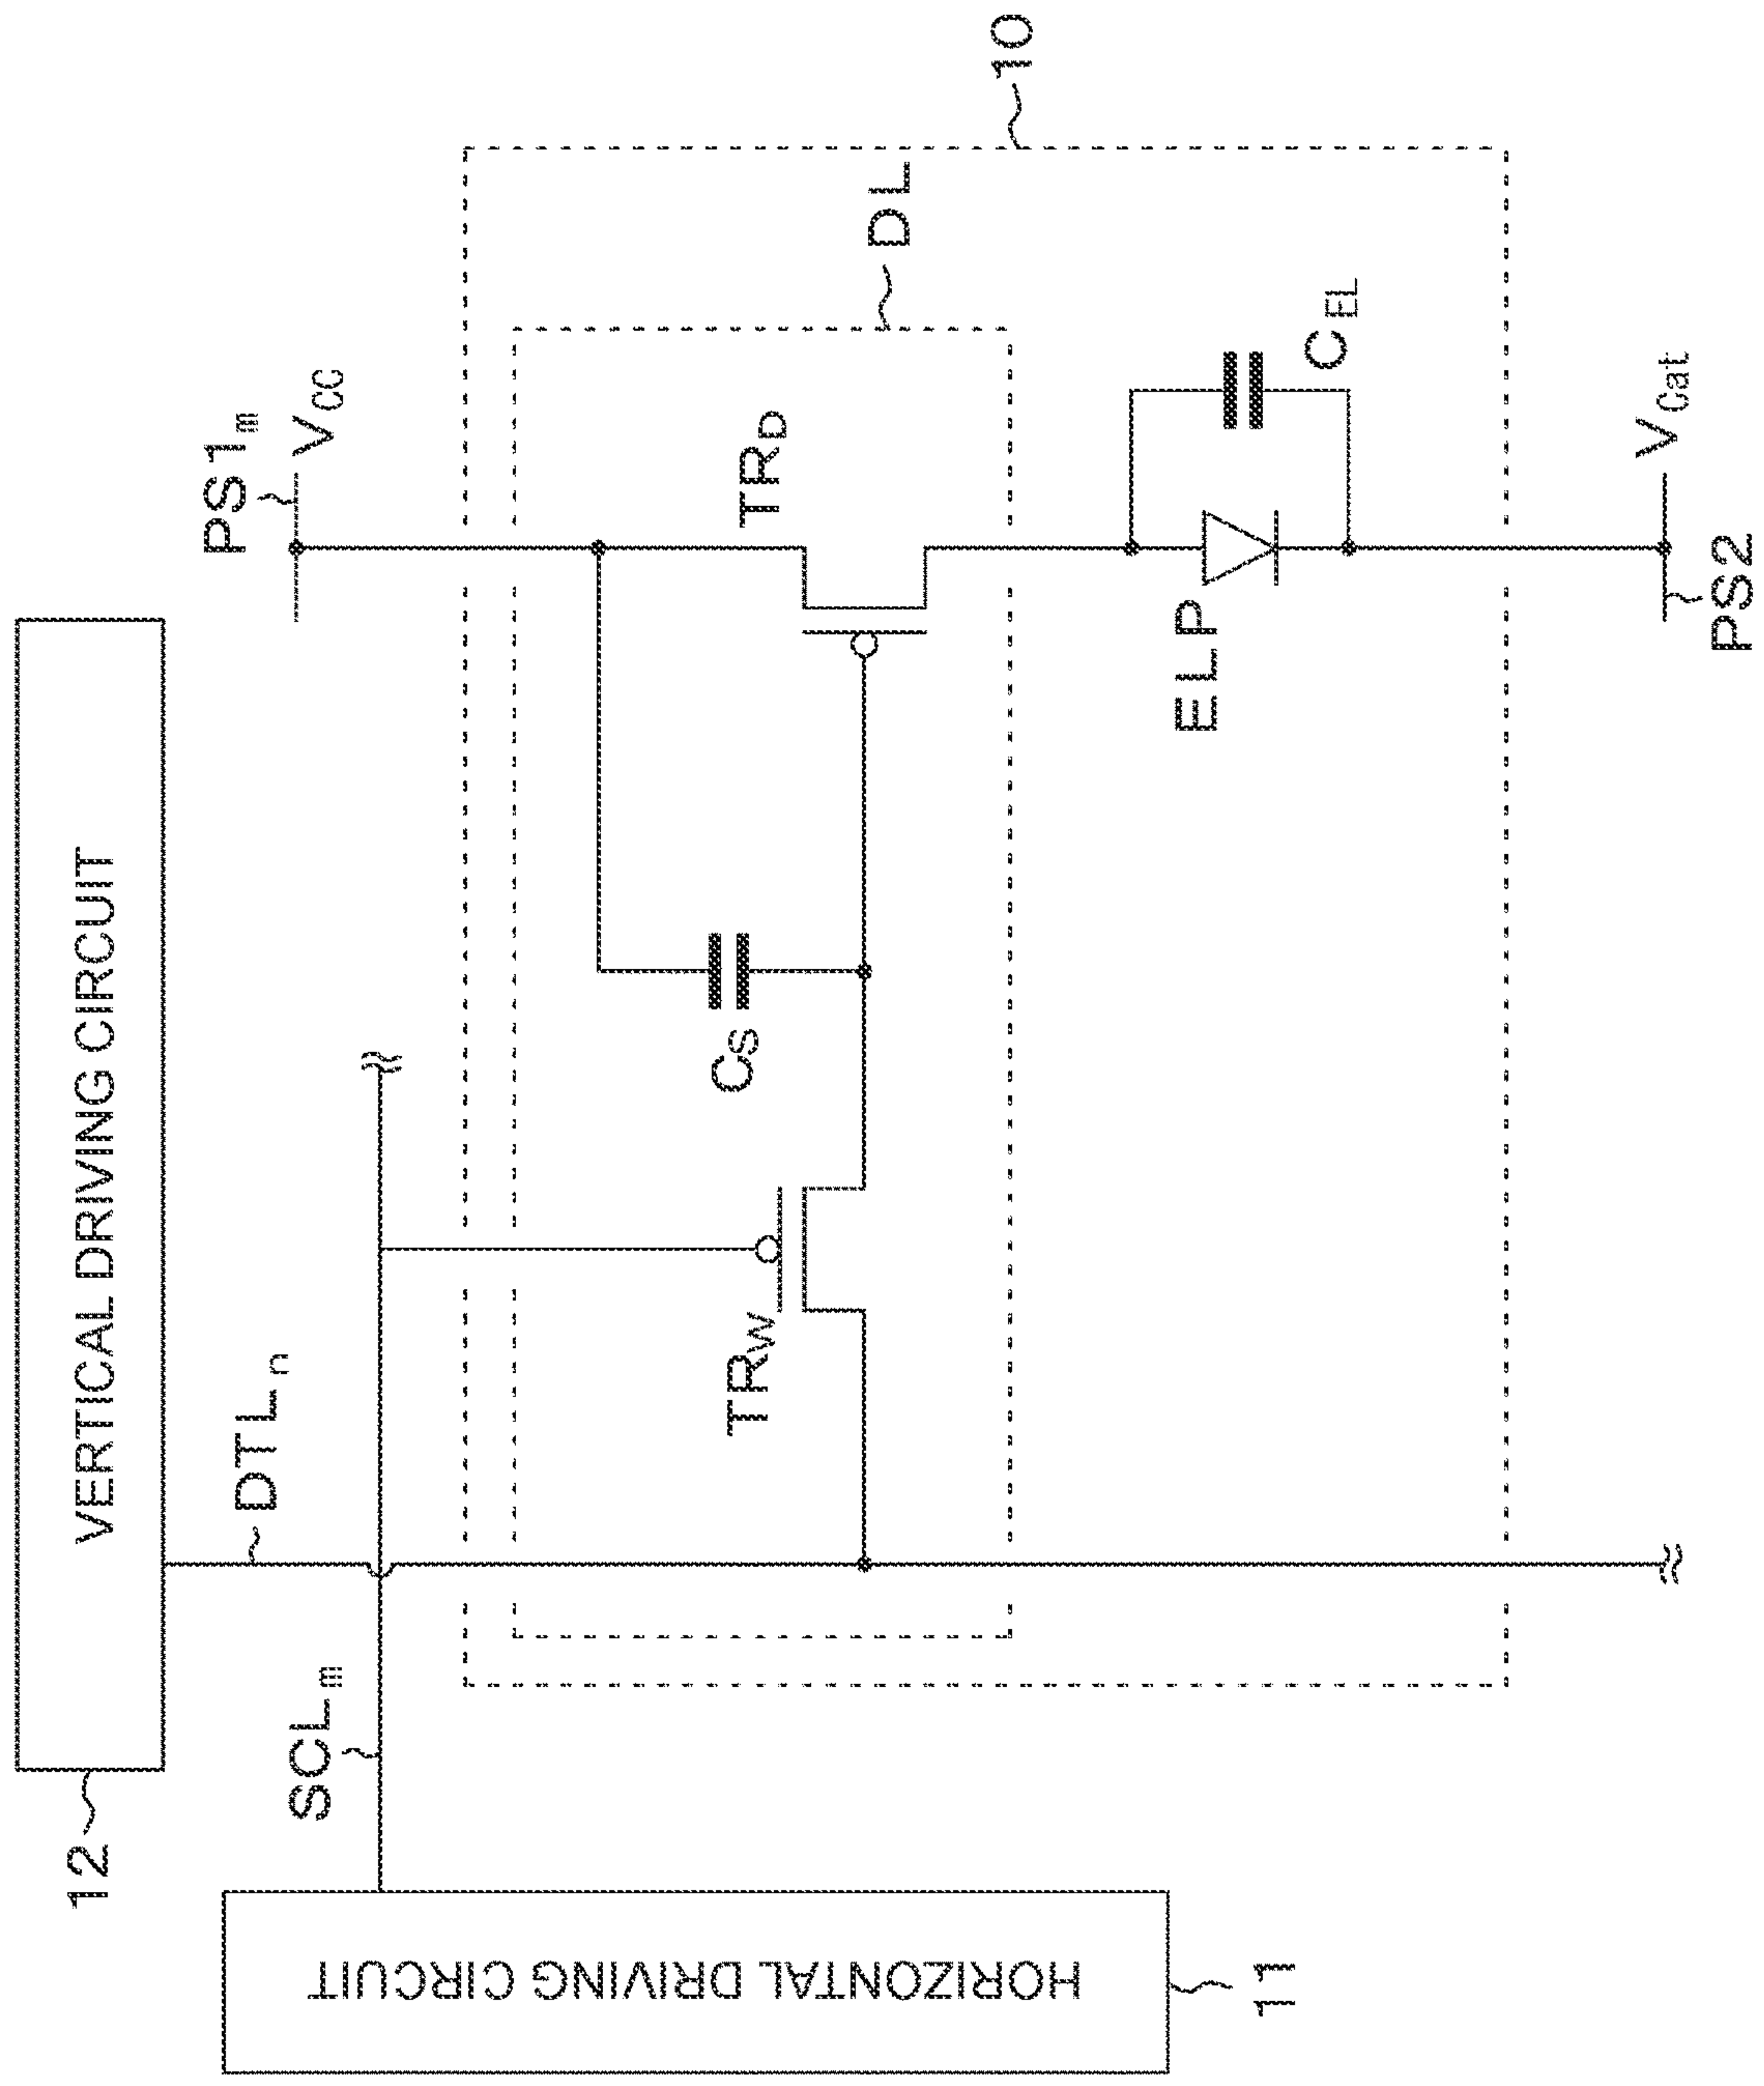 12
VERTICAL DRIVING CIRCUIT
DTLn
PS1m
VCC
SCLm
10
DL
TRW
CS
TRD
HORIZONTAL DRIVING CIRCUIT
11
ELP
CEL
VCat
PS2